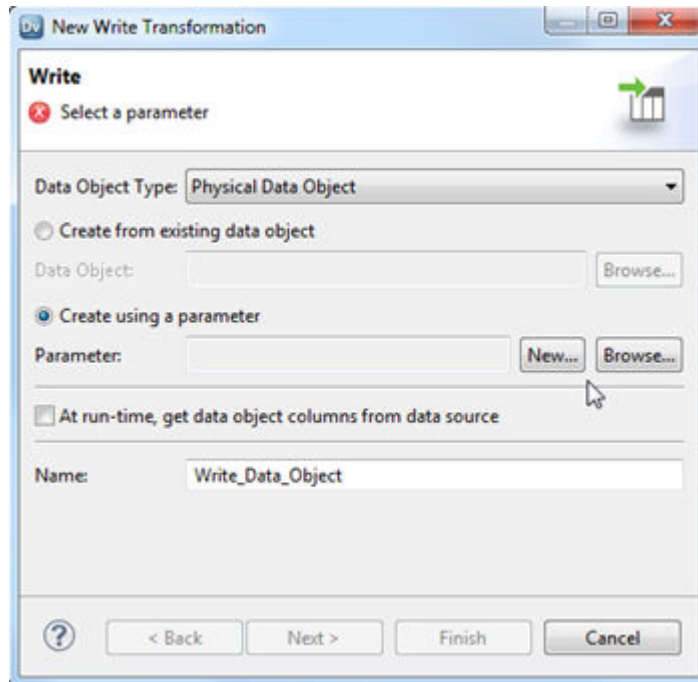 Dv New Write Transformation
Write
Select a parameter
Data Object Type: Physical Data Object
Create from existing data object
Data Object: Browse...
Create using a parameter
Parameter: New... Browse...
At run-time, get data object columns from data source
Name: Write_Data_Object
? < Back Next > Finish Cancel